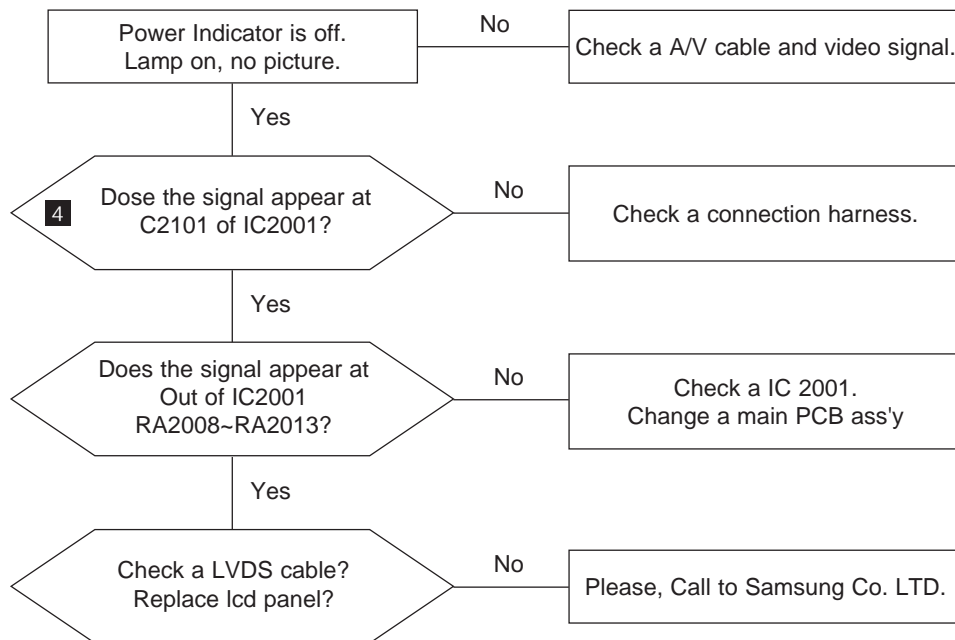 Power Indicator is off.
Lamp on, no picture.
No
Check a A/V cable and video signal.
Yes
4
Dose the signal appear at
C2101 of IC2001?
No
Check a connection harness.
Yes
Does the signal appear at
Out of IC2001
RA2008~RA2013?
No
Check a IC 2001.
Change a main PCB ass'y
Yes
Check a LVDS cable?
Replace lcd panel?
No
Please, Call to Samsung Co. LTD.